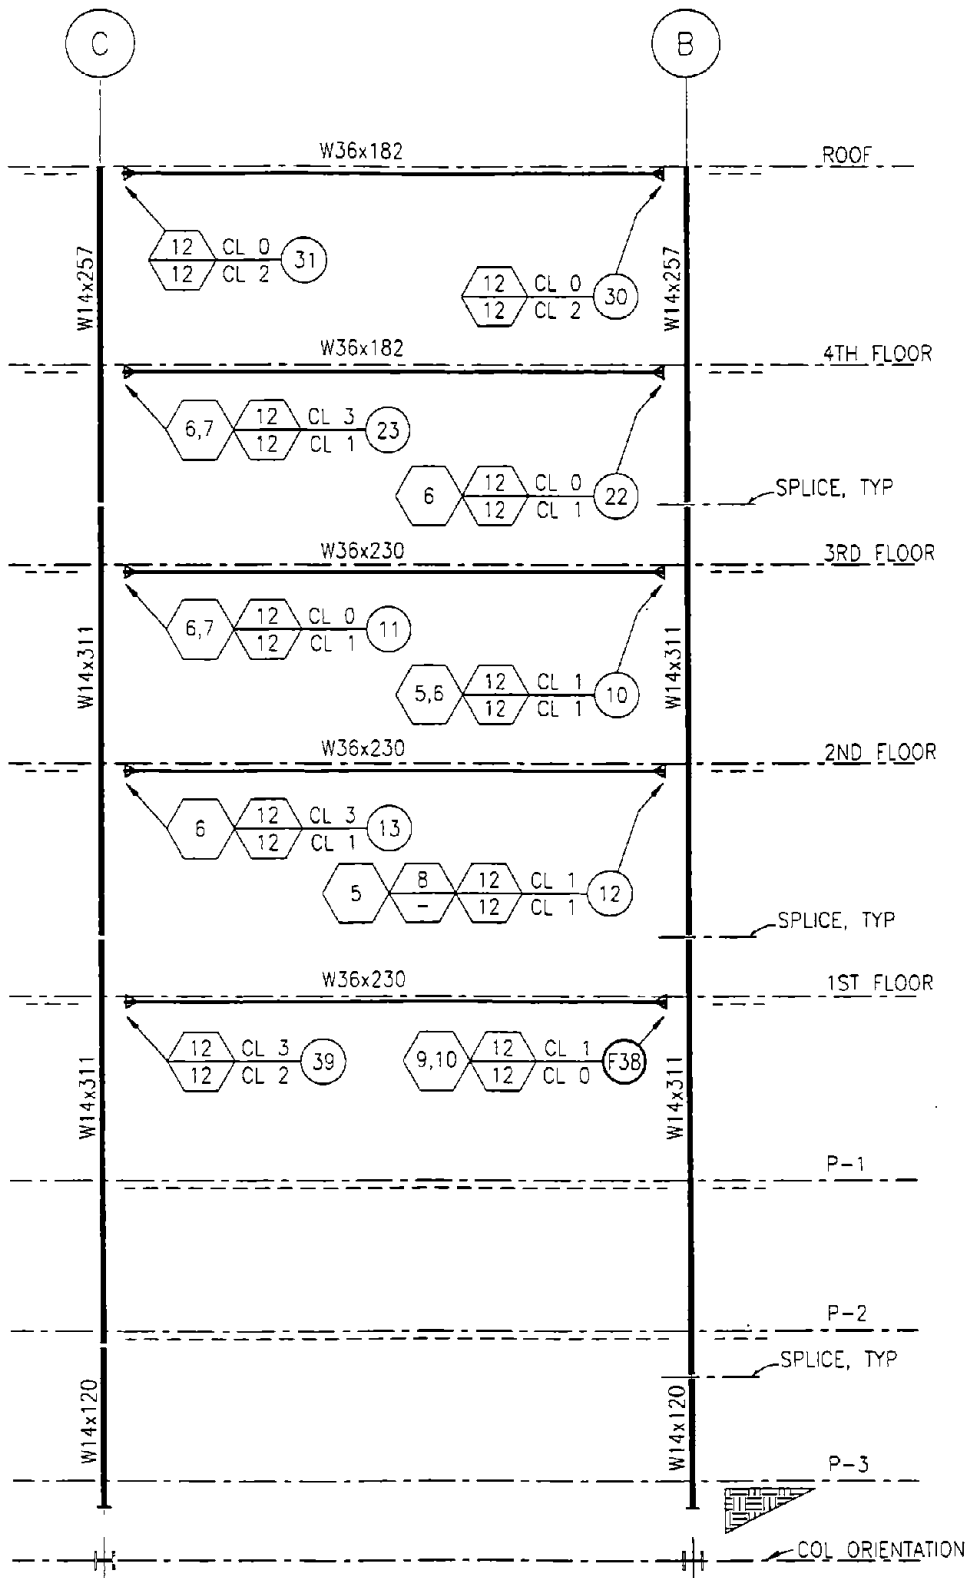 C
B
W36x182
ROOF
W14x257
12 CL 0 31
12 CL 2
12 CL 0 30
12 CL 2
W14x257
W36x182
4TH FLOOR
6,7 12 CL 3 23
12 CL 1
6 12 CL 0 22
12 CL 1
SPLICE, TYP
W36x230
3RD FLOOR
W14x311
6,7 12 CL 0 11
12 CL 1
5,6 12 CL 1 10
12 CL 1
W14x311
W36x230
2ND FLOOR
6 12 CL 3 13
12 CL 1
5 8 12 CL 1 12
- 12 CL 1
SPLICE, TYP
W36x230
1ST FLOOR
W14x311
12 CL 3 39
12 CL 2
9,10 12 CL 1 F38
12 CL 0
W14x311
P-1
P-2
SPLICE, TYP
W14x120
W14x120
P-3
COL ORIENTATION